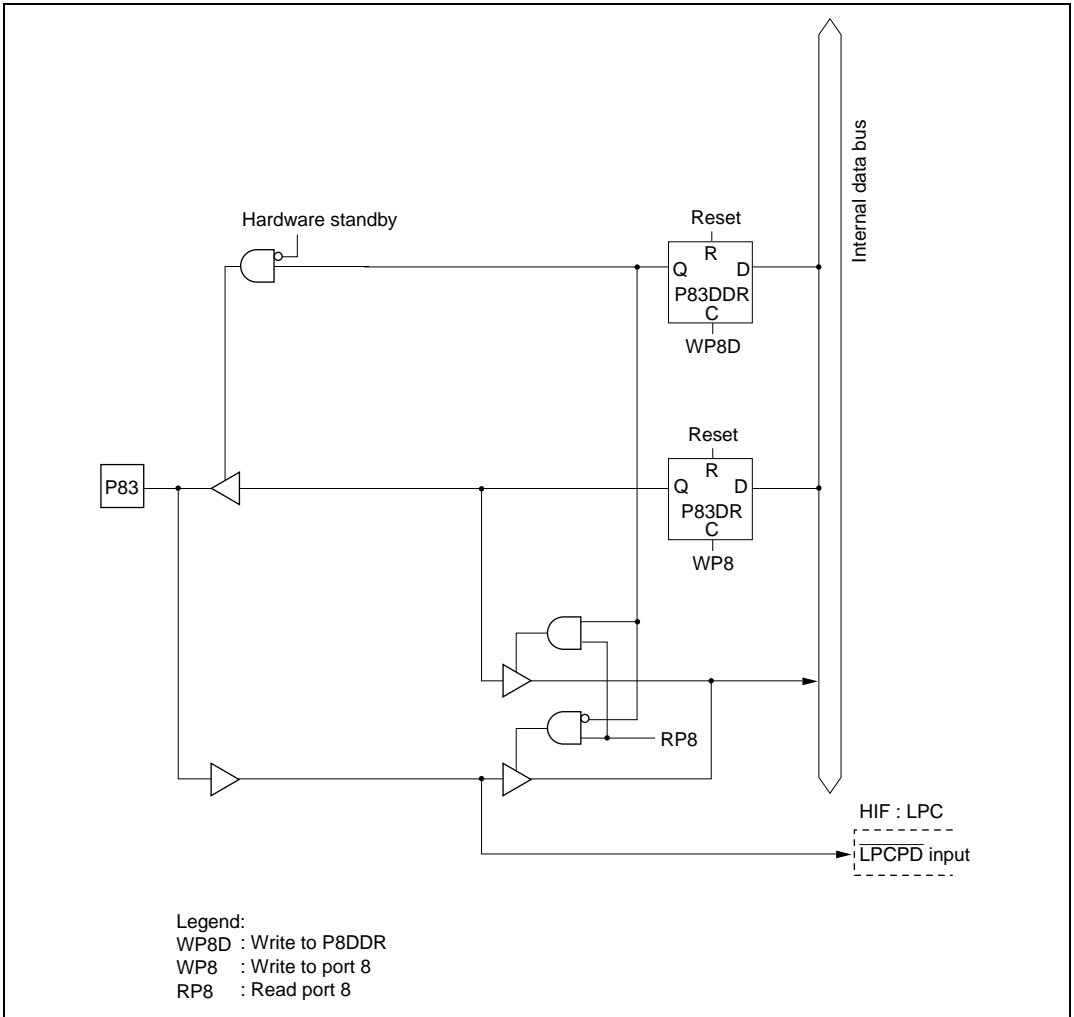 Internal data bus
Hardware standby
Reset
R
Q D
P83DDR
C
WP8D
Reset
R
P83
Q D
P83DR
C
WP8
RP8
HIF : LPC
LPCPD input
Legend:
WP8D : Write to P8DDR
WP8 : Write to port 8
RP8 : Read port 8